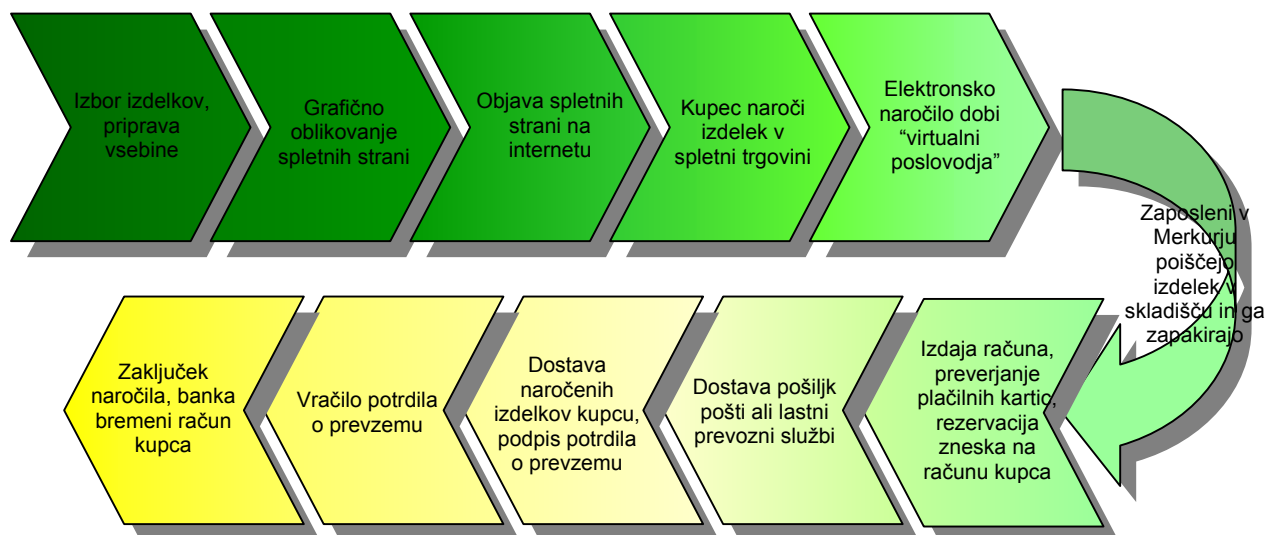 Izbor izdelkov,
priprava
vsebine
Grafično
oblikovanje
spletnih strani
Objava spletnih
strani na
internetu
Kupec naroči
izdelek v
spletni trgovini
Elektronsko
naročilo dobi
“virtualni
poslovodja”
Zaposleni v
Merkurju
poiščejo
izdelek v
skladišču in ga
zapakirajo
Izdaja računa,
preverjanje
plačilnih kartic,
rezervacija
zneska na
računu kupca
Dostava pošiljk
pošti ali lastni
prevozni službi
Dostava
naročenih
izdelkov kupcu,
podpis potrdila
o prevzemu
Vračilo potrdila
o prevzemu
Zaključek
naročila, banka
bremeni račun
kupca